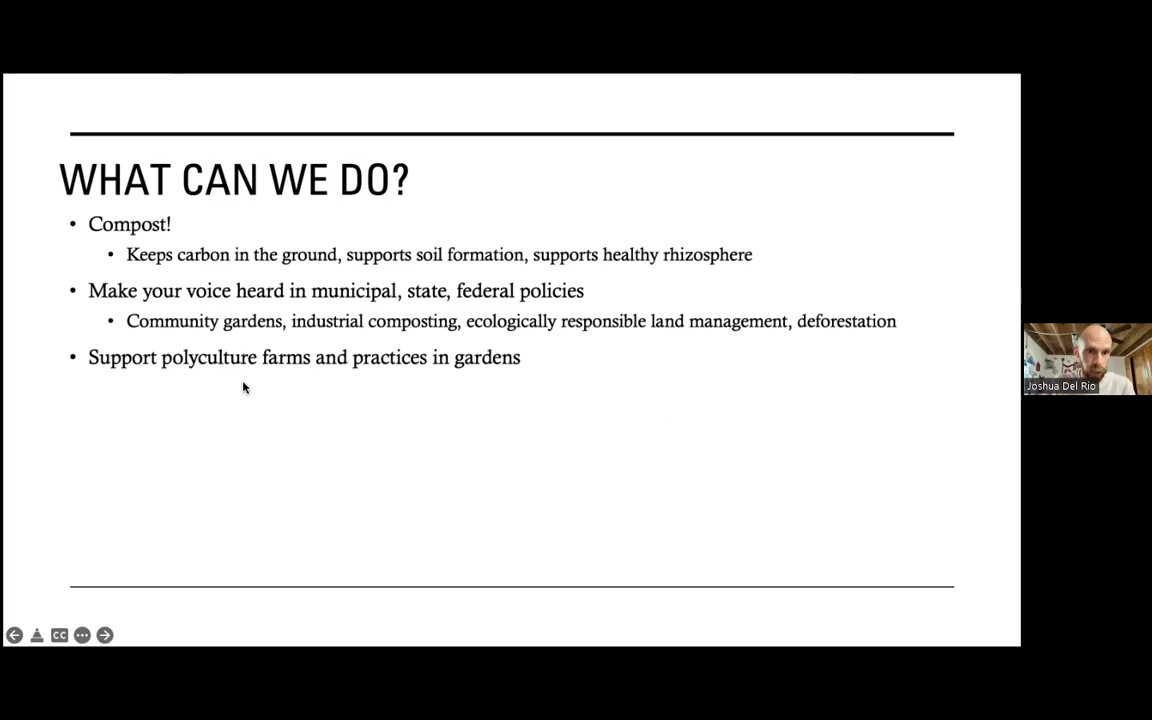 WHAT CAN WE DO?
• Compost!
• Keeps carbon in the ground, supports soil formation, supports healthy rhizosphere
• Make your voice heard in municipal, state, federal policies
• Community gardens, industrial composting, ecologically responsible land management, deforestation
• Support polyculture farms and practices in gardens
Joshua Del Rio
CC